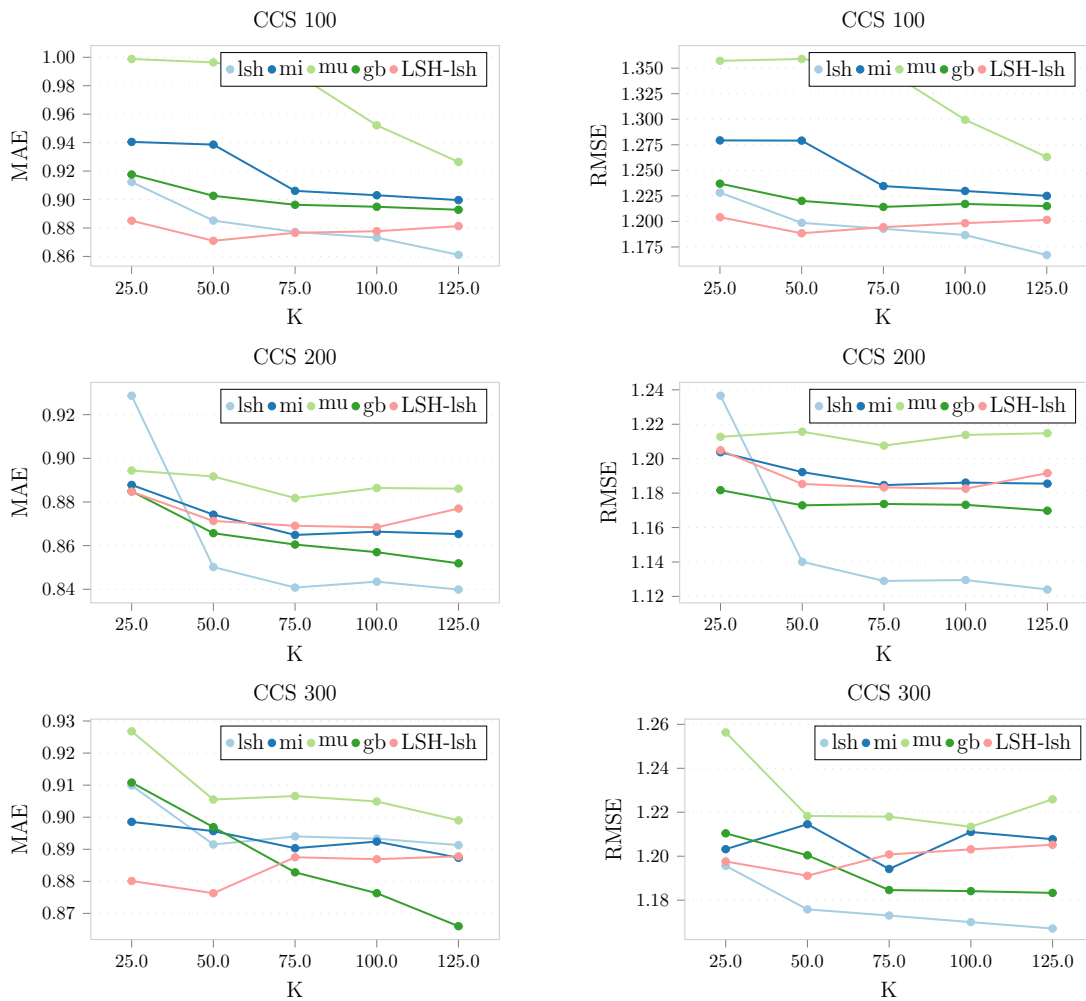 CCS 100
MAE
1.00
0.98
0.96
0.94
0.92
0.90
0.88
0.86
lsh mi mu gb LSH-lsh
25.0 50.0 75.0 100.0 125.0
K
CCS 100
RMSE
1.350
1.325
1.300
1.275
1.250
1.225
1.200
1.175
lsh mi mu gb LSH-lsh
25.0 50.0 75.0 100.0 125.0
K
CCS 200
MAE
0.92
0.90
0.88
0.86
0.84
lsh mi mu gb LSH-lsh
25.0 50.0 75.0 100.0 125.0
K
CCS 200
RMSE
1.24
1.22
1.20
1.18
1.16
1.14
1.12
lsh mi mu gb LSH-lsh
25.0 50.0 75.0 100.0 125.0
K
CCS 300
MAE
0.93
0.92
0.91
0.90
0.89
0.88
0.87
lsh mi mu gb LSH-lsh
25.0 50.0 75.0 100.0 125.0
K
CCS 300
RMSE
1.26
1.24
1.22
1.20
1.18
lsh mi mu gb LSH-lsh
25.0 50.0 75.0 100.0 125.0
K